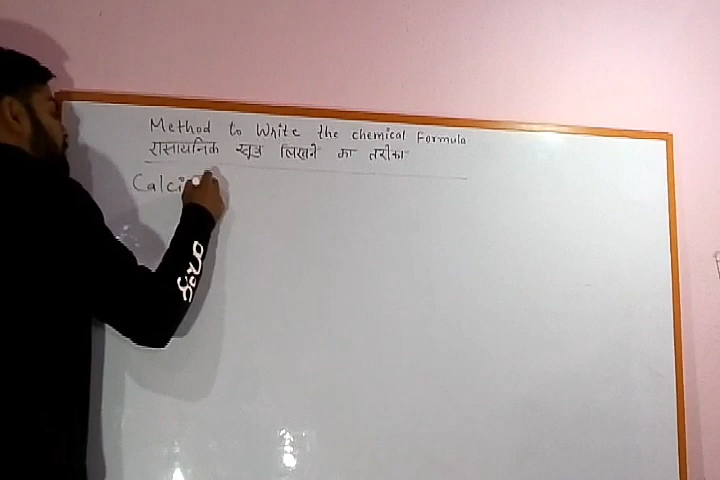 Method to Write the chemical Formula
रासायनिक सूत्र लिखने का तरीका
Calci